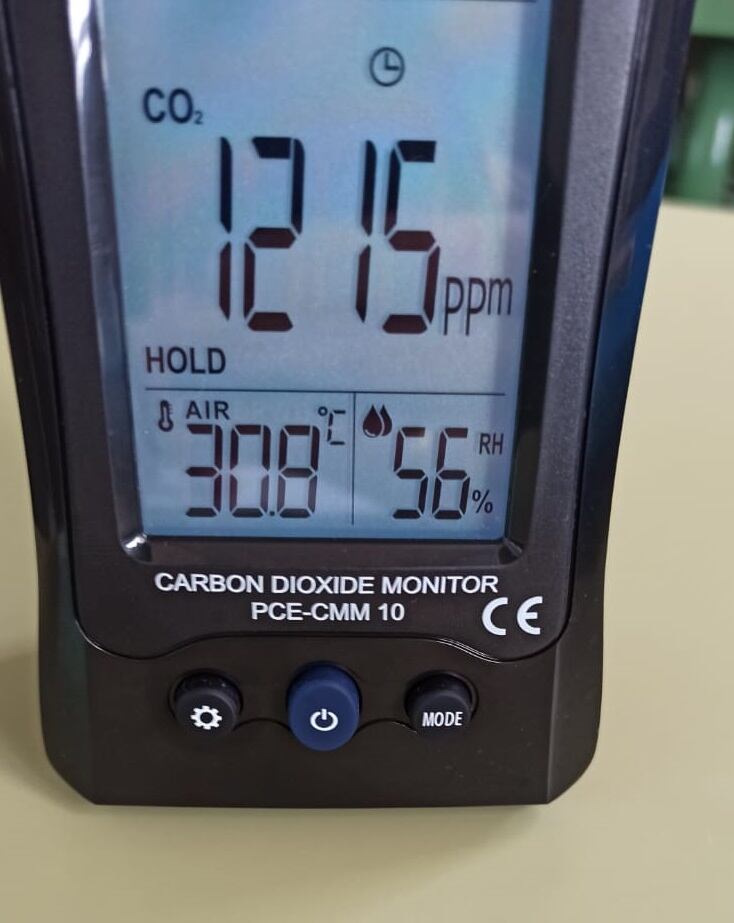 CO₂
1215 ppm
HOLD
AIR 30.8 °C
56 % RH
CARBON DIOXIDE MONITOR
PCE-CMM 10
CE
MODE